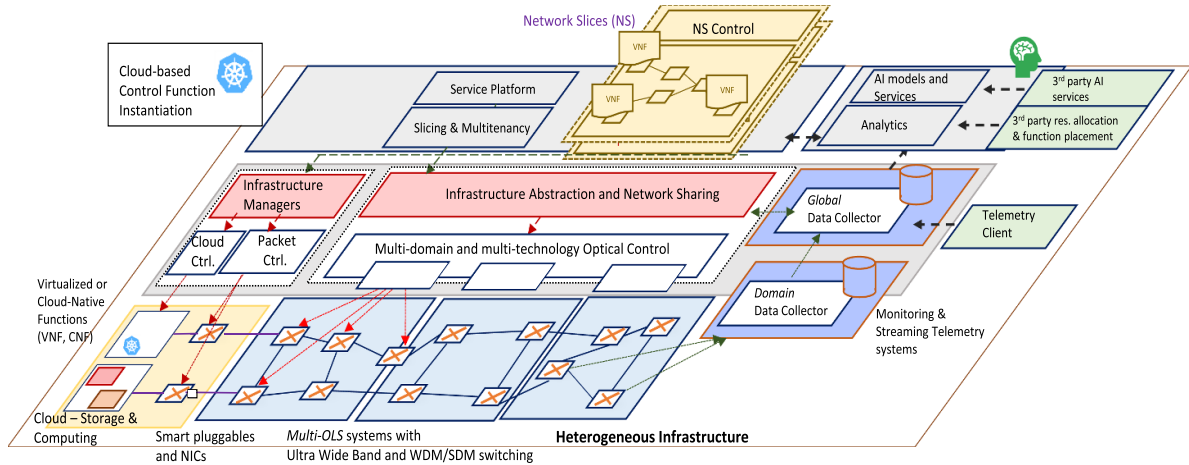 Network Slices (NS)
NS Control
VNF
VNF
VNF
Cloud-based
Control Function
Instantiation
Service Platform
Slicing & Multitenancy
AI models and
Services
Analytics
3rd party AI
services
3rd party res. allocation
& function placement
Infrastructure
Managers
Infrastructure Abstraction and Network Sharing
Global
Data Collector
Telemetry
Client
Cloud
Ctrl.
Packet
Ctrl.
Multi-domain and multi-technology Optical Control
Domain
Data Collector
Virtualized or
Cloud-Native
Functions
(VNF, CNF)
Monitoring &
Streaming Telemetry
systems
Cloud – Storage &
Computing
Smart pluggables
and NICs
Multi-OLS systems with
Ultra Wide Band and WDM/SDM switching
Heterogeneous Infrastructure